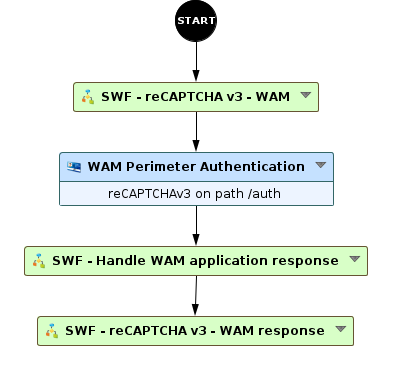 START
SWF - reCAPTCHA v3 - WAM
WAM Perimeter Authentication
reCAPTCHAv3 on path /auth
SWF - Handle WAM application response
SWF - reCAPTCHA v3 - WAM response